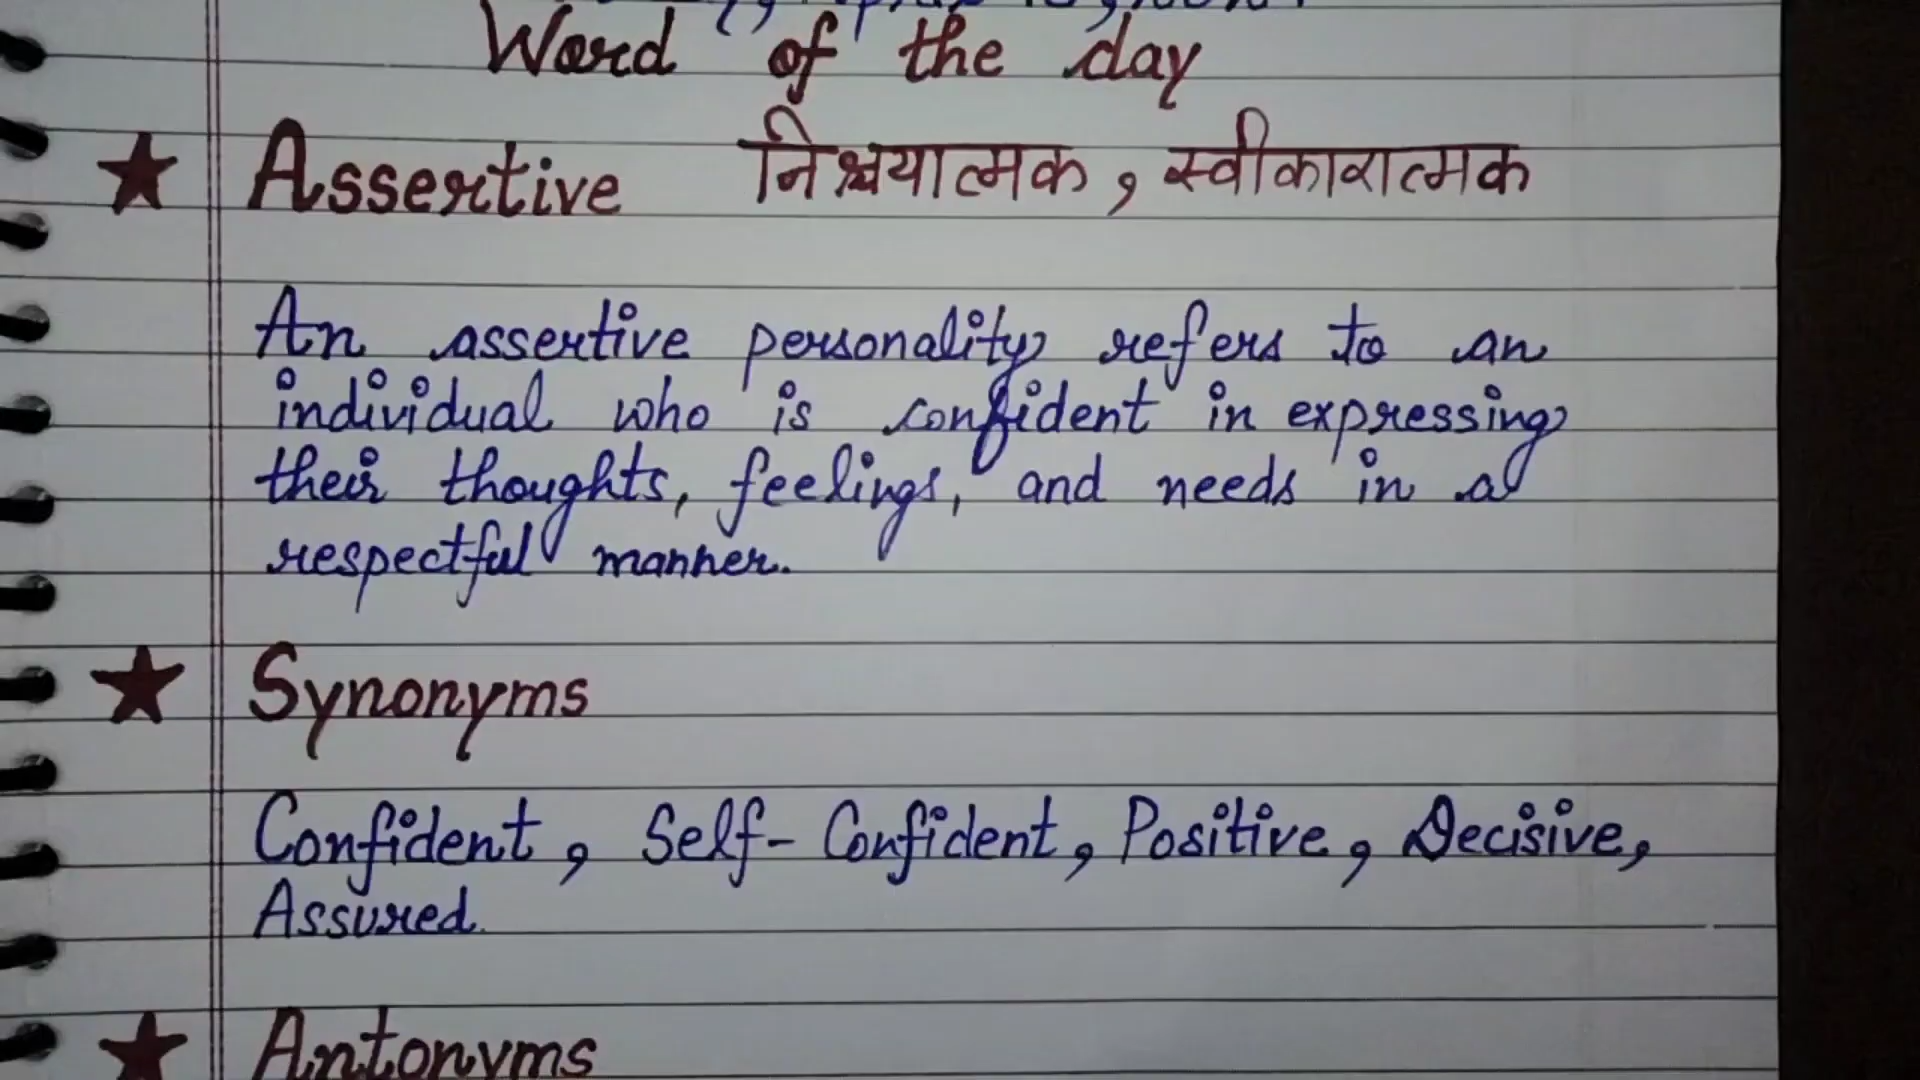 Word of the day
★ Assertive निश्चयात्मक, स्वीकारात्मक
An assertive personality refers to an
individual who is confident in expressing
their thoughts, feelings, and needs in a
respectful manner.
★ Synonyms
Confident, Self-Confident, Positive, Decisive,
Assured.
★ Antonyms